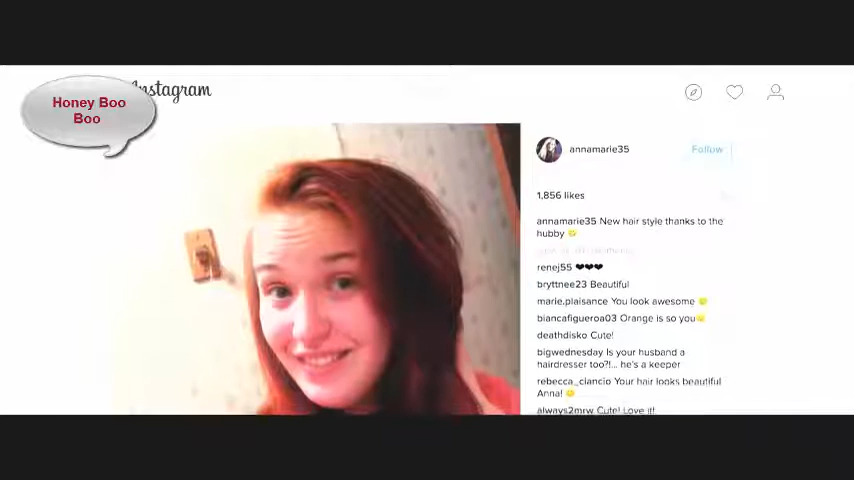 Honey Boo
Boo
Instagram
annamarie35
Follow
1,856 likes
annamarie35 New hair style thanks to the
hubby
renej55
bryttnee23 Beautiful
marie.plaisance You look awesome
biancafigueroa03 Orange is so you
deathdisko Cute!
bigwednesday Is your husband a
hairdresser too?!... he's a keeper
rebecca_ciancio Your hair looks beautiful
Anna!
always2mrw Cute! Love it!